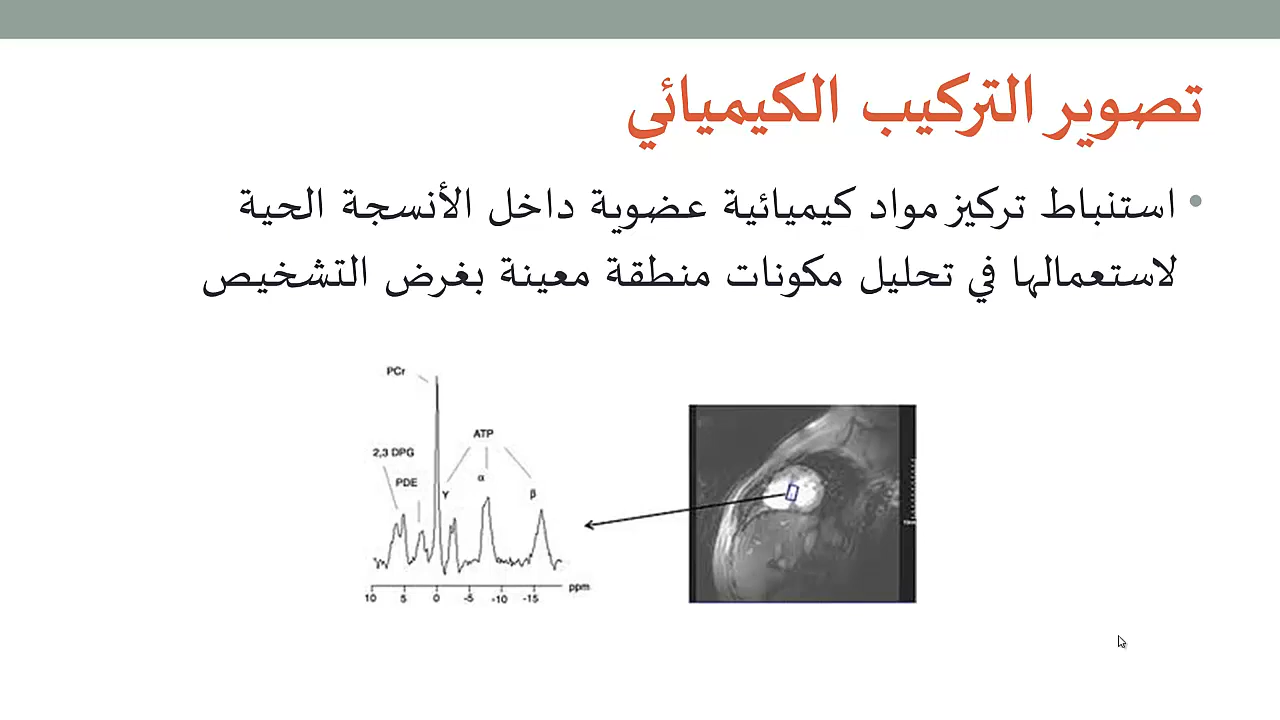 تصوير التركيب الكيميائي
• استنباط تركيز مواد كيميائية عضوية داخل الأنسجة الحية
لاستعمالها في تحليل مكونات منطقة معينة بغرض التشخيص
PCr
ATP
2,3 DPG
PDE
γ
α
β
ppm
10 5 0 -5 -10 -15